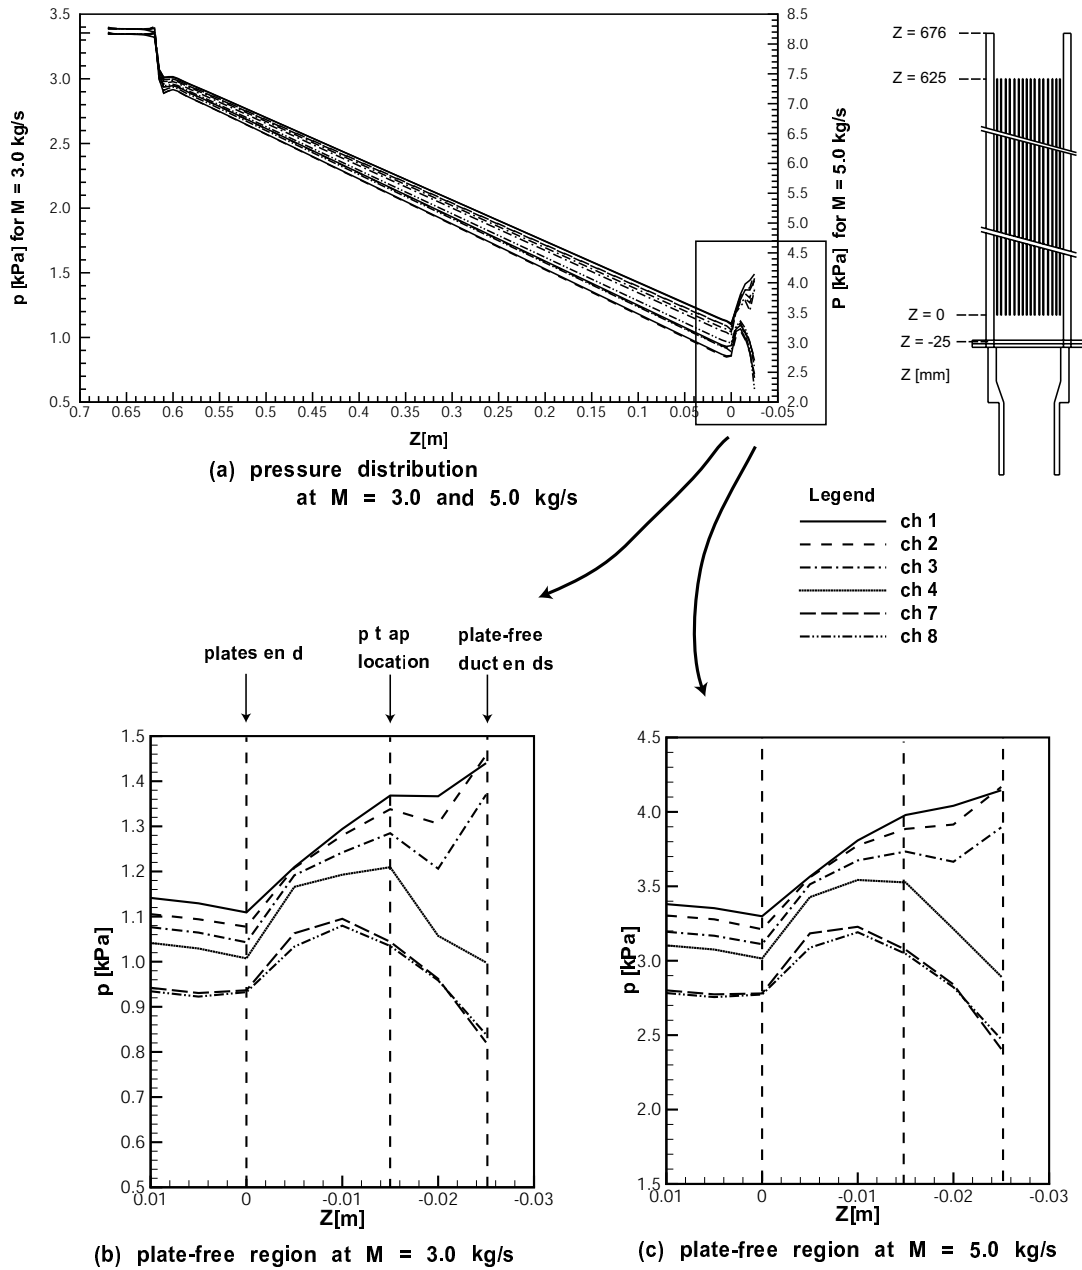 3.5
3.0
2.5
2.0
1.5
1.0
0.5
p [kPa] for M = 3.0 kg/s
8.5
8.0
7.5
7.0
6.5
6.0
5.5
5.0
4.5
4.0
3.5
3.0
2.5
2.0
P [kPa] for M = 5.0 kg/s
0.7 0.65 0.6 0.55 0.5 0.45 0.4 0.35 0.3 0.25 0.2 0.15 0.1 0.05 0 -0.05
Z[m]
(a) pressure distribution
at M = 3.0 and 5.0 kg/s
Z = 676
Z = 625
Z = 0
Z = -25
Z [mm]
Legend
ch 1
ch 2
ch 3
ch 4
ch 7
ch 8
plates en d
p t ap
location
plate-free
duct en ds
1.5
1.4
1.3
1.2
1.1
1.0
0.9
0.8
0.7
0.6
0.5
p [kPa]
0.01 0 -0.01 -0.02 -0.03
Z[m]
(b) plate-free region at M = 3.0 kg/s
4.5
4.0
3.5
3.0
2.5
2.0
1.5
p [kPa]
0.01 0 -0.01 -0.02 -0.03
Z[m]
(c) plate-free region at M = 5.0 kg/s